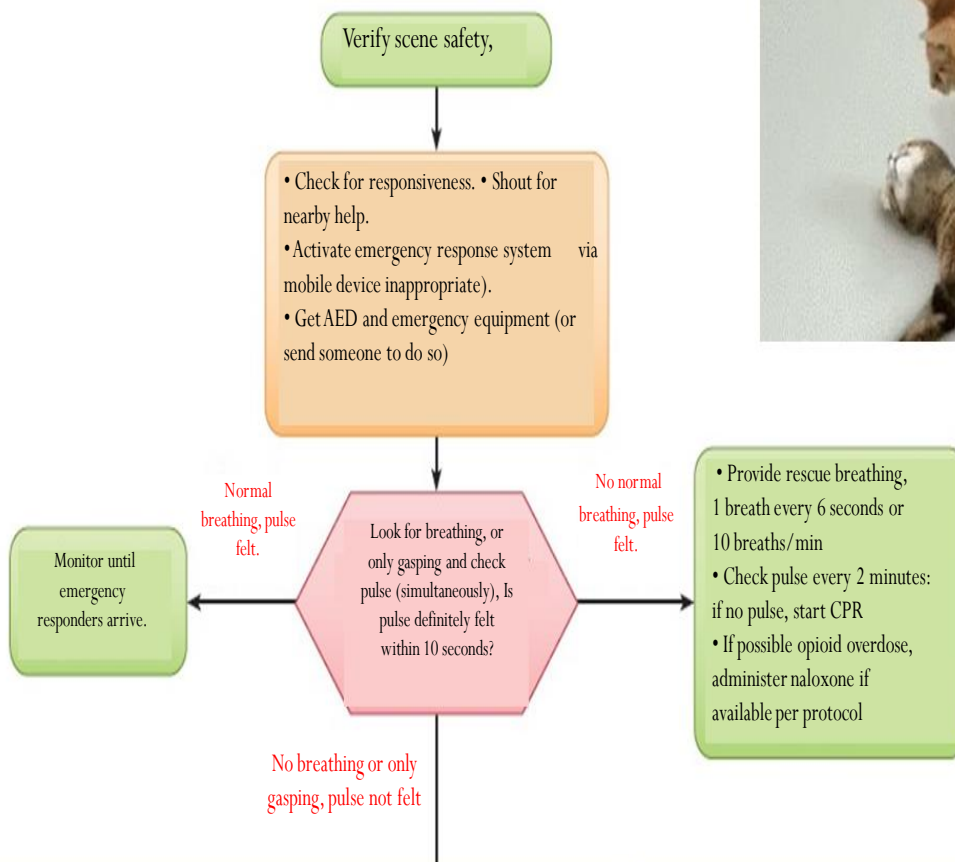 Verify scene safety,
• Check for responsiveness. • Shout for
nearby help.
• Activate emergency response system via
mobile device inappropriate).
• Get AED and emergency equipment (or
send someone to do so)
Normal
breathing, pulse
felt.
No normal
breathing, pulse
felt.
Look for breathing, or
only gasping and check
pulse (simultaneously), Is
pulse definitely felt
within 10 seconds?
Monitor until
emergency
responders arrive.
• Provide rescue breathing,
1 breath every 6 seconds or
10 breaths/min
• Check pulse every 2 minutes:
if no pulse, start CPR
• If possible opioid overdose,
administer naloxone if
available per protocol
No breathing or only
gasping, pulse not felt